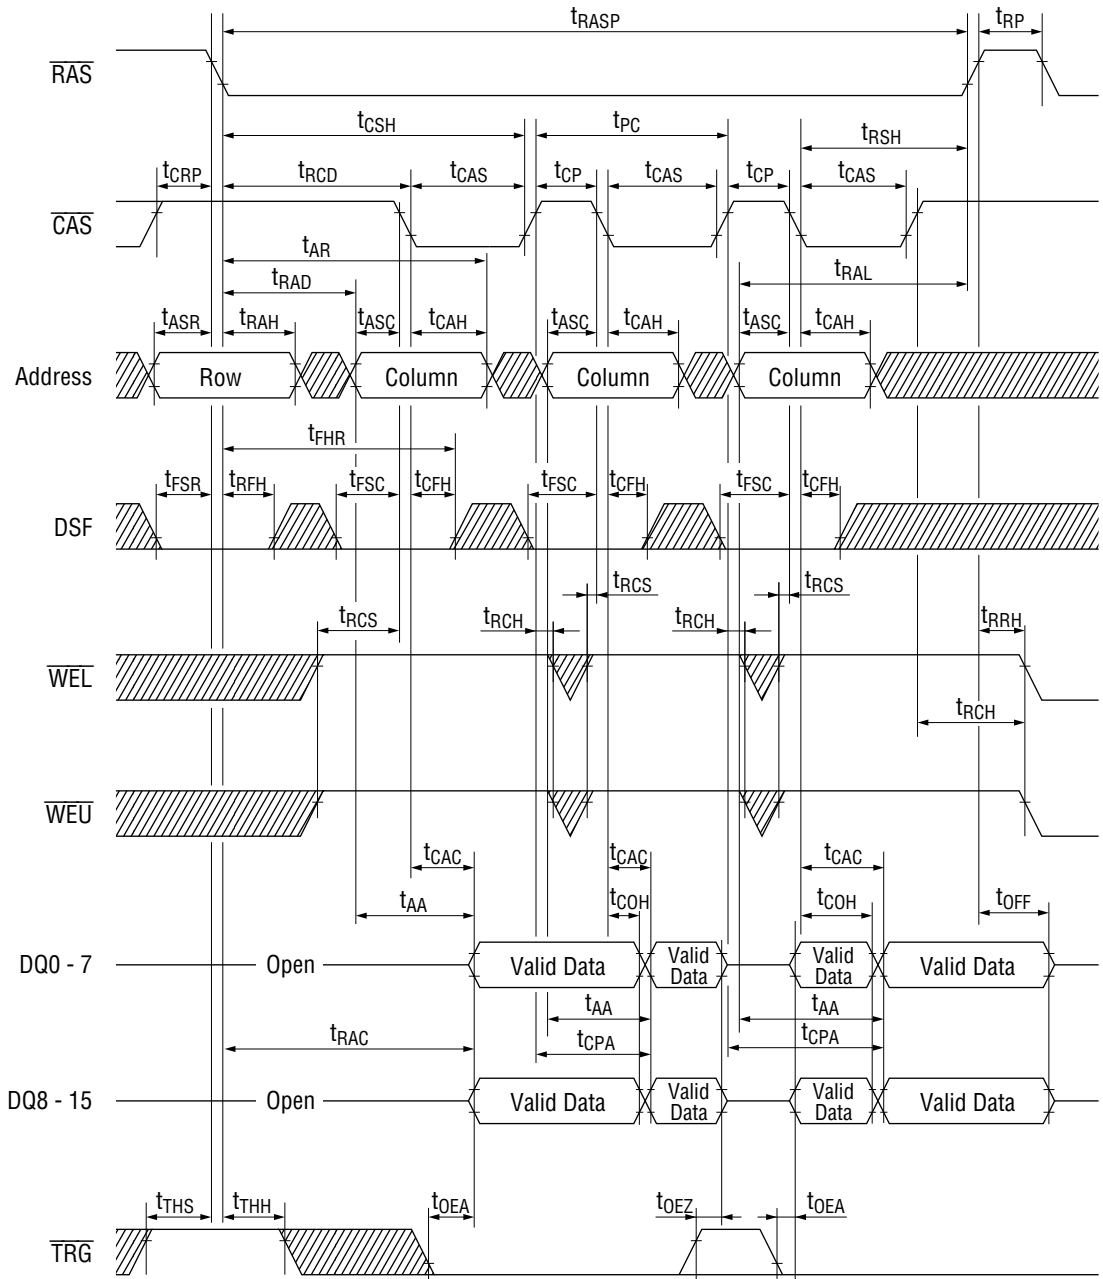 tRASP tRP
RAS
tCSH tPC
tRSH
tCRP tRCD tCAS tCP tCAS tCP tCAS
CAS
tAR
tRAD tRAL
tASR tRAH tASC tCAH tASC tCAH tASC tCAH
Address Row Column Column Column
tFHR
tFSR tRFH tFSC tCFH tFSC tCFH tFSC tCFH
DSF
tRCS tRCS
tRCS tRCH tRCH tRRH
WEL
tRCH
WEU
tCAC tCAC tCAC
tAA tCOH tCOH tOFF
DQ0 - 7 Open Valid Data Valid Data Valid Data Valid Data
tAA tAA
tRAC tCPA tCPA
DQ8 - 15 Open Valid Data Valid Data Valid Data Valid Data
tTHS tTHH tOEA tOEZ tOEA
TRG